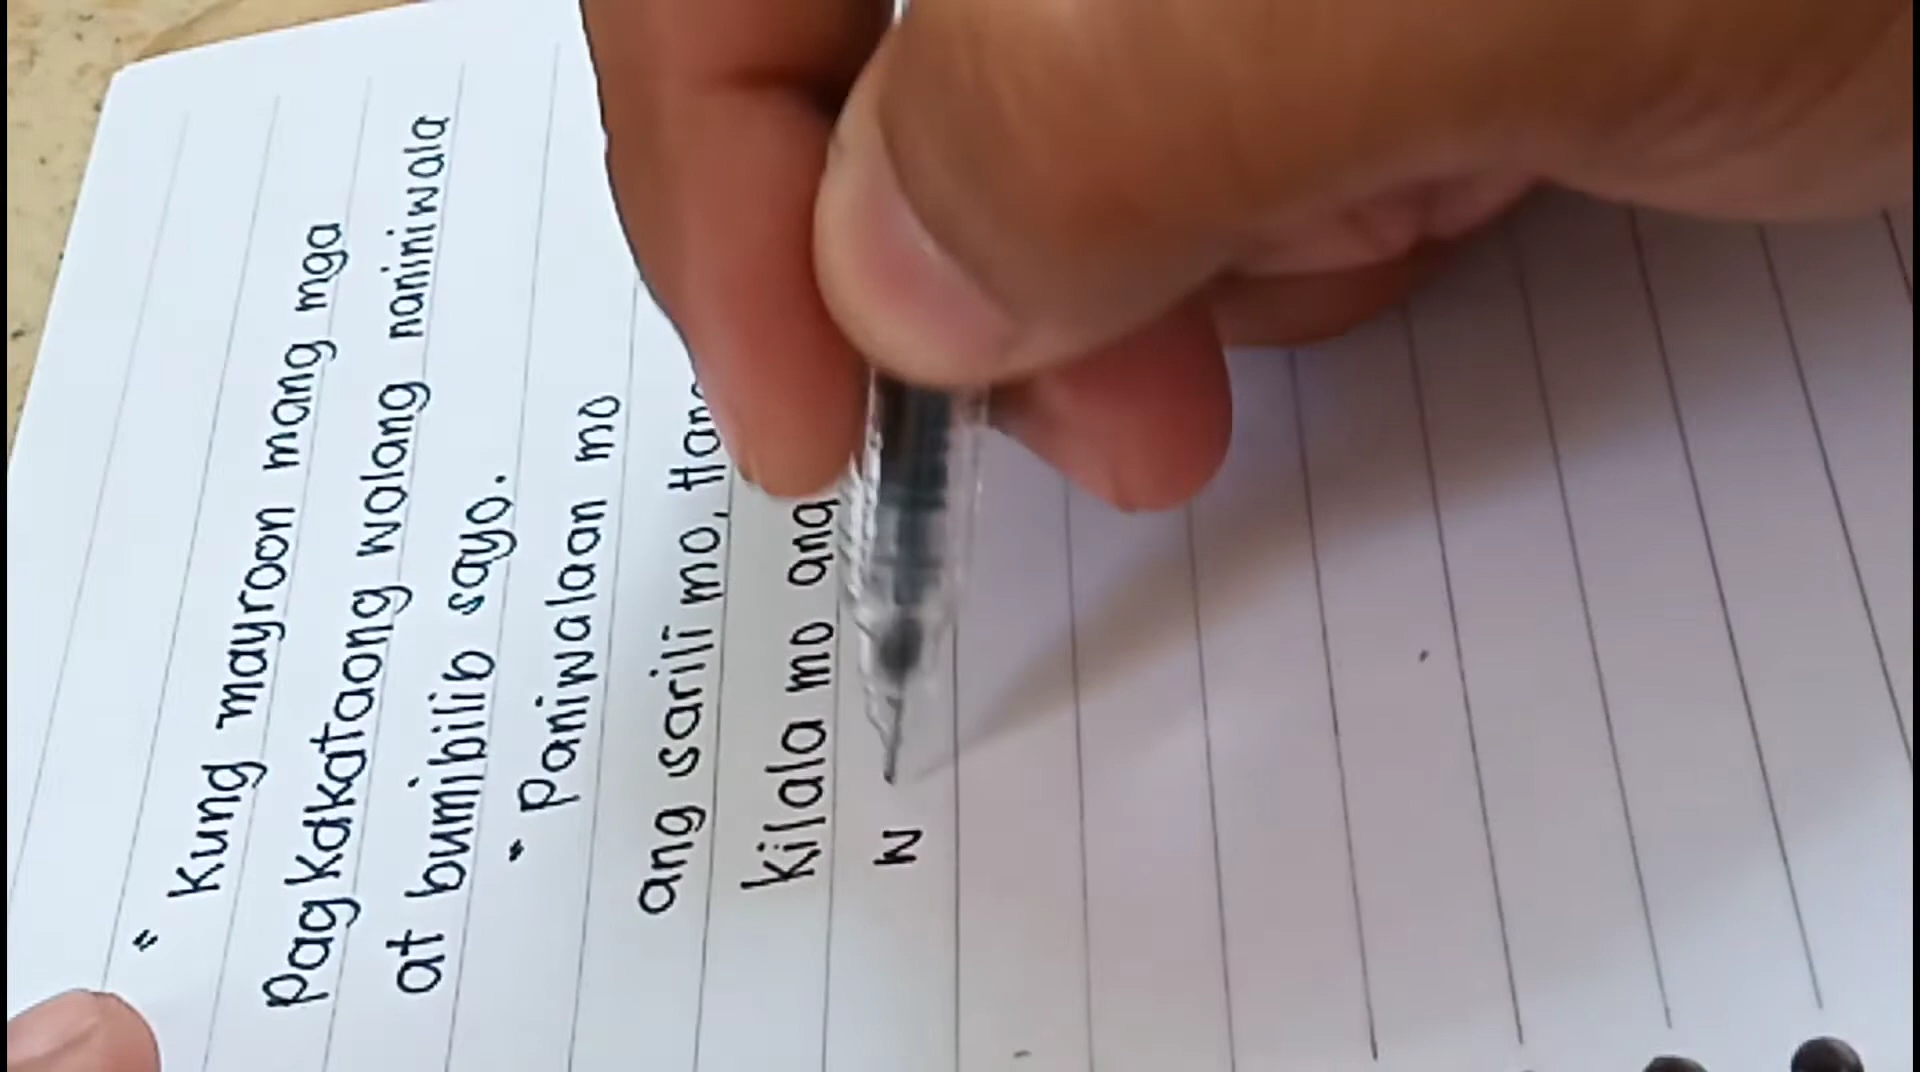 " Kung mayroon mang mga
Pagkakataong walang naniniwala
at bumibilib sayo.
" Paniwalaan mo
ang sarili mo,
Kilala mo ang
N